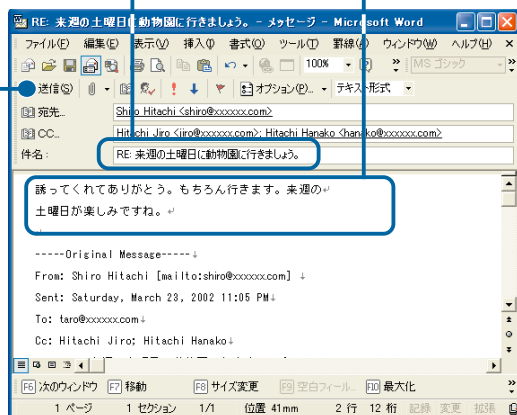 RE: 来週の土曜日に動物園に行きましょう。 - メッセージ - Microsoft Word
ファイル(F) 編集(E) 表示(V) 挿入(I) 書式(O) ツール(T) 罫線(A) ウィンドウ(W) ヘルプ(H)
100% MS ゴシック
送信(S) オプション(P)... テキスト形式
宛先... Shiro Hitachi <shiro@xxxxxx.com>
CC... Hitachi Jiro <jiro@xxxxxx.com>; Hitachi Hanako <hanako@xxxxxx.com>
件名: RE: 来週の土曜日に動物園に行きましょう。
誘ってくれてありがとう。もちろん行きます。来週の
土曜日が楽しみですね。
-----Original Message-----
From: Shiro Hitachi [mailto:shiro@xxxxxx.com]
Sent: Saturday, March 23, 2002 11:05 PM
To: taro@xxxxxx.com
Cc: Hitachi Jiro; Hitachi Hanako
F6 次のウィンドウ F7 移動 F8 サイズ変更 F9 空白フィール... F10 最大化
1 ページ 1 セクション 1/1 位置 41mm 2 行 12 桁 記録 変更 拡張